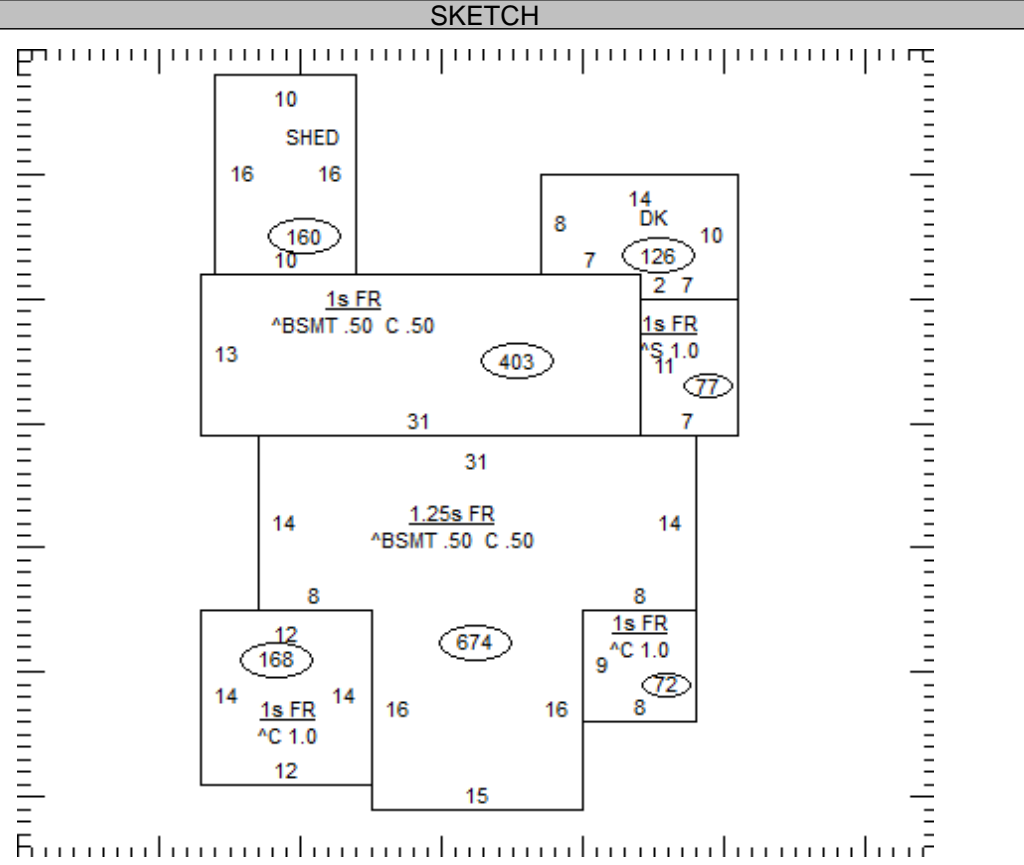 SKETCH
10
SHED
16 16
160
10
14
DK
8
10
126
7
2 7
1s FR
^BSMT .50 C .50
13
403
31
1s FR
^S 1.0
11
77
7
31
1.25s FR
^BSMT .50 C .50
14 14
8 8
674
12
168
14 14
1s FR
^C 1.0
12
1s FR
^C 1.0
9
72
8
16 16
15